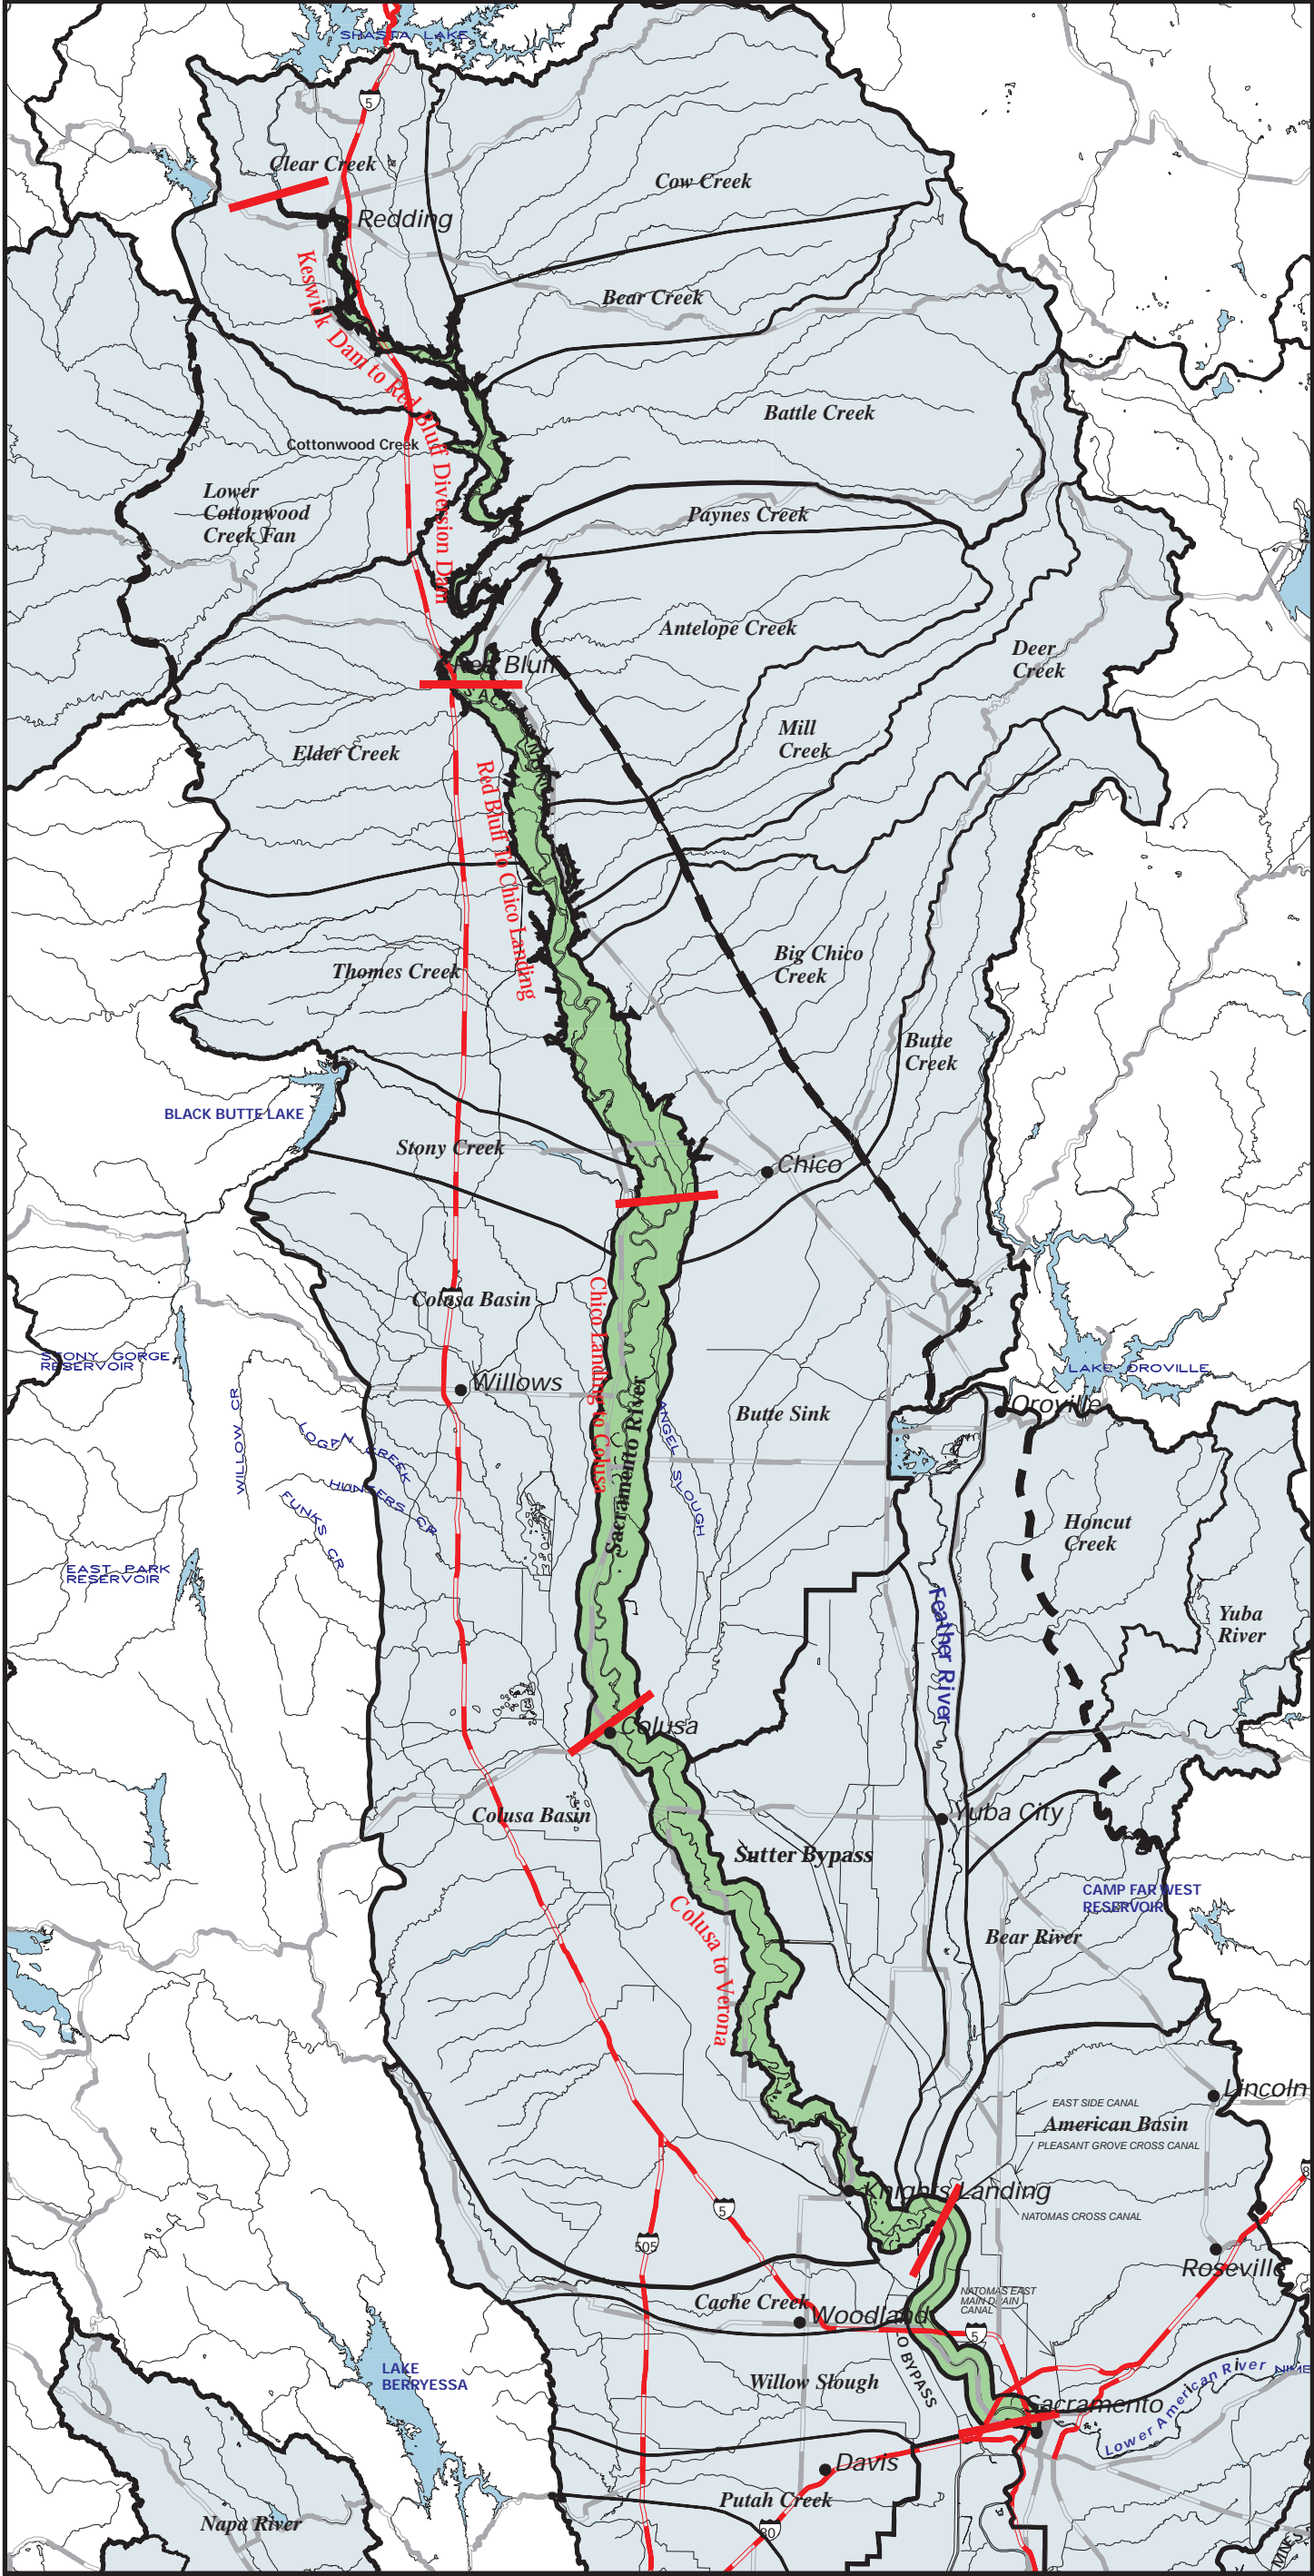 SHASTA LAKE
5
Clear Creek
Cow Creek
Redding
Keswick Dam to Red Bluff Diversion Dam
Bear Creek
Battle Creek
Cottonwood Creek
Lower
Cottonwood
Creek Fan
Paynes Creek
Antelope Creek
Deer
Creek
Red Bluff
Mill
Creek
Elder Creek
Red Bluff To Chico Landing
Big Chico
Creek
Thomes Creek
Butte
Creek
BLACK BUTTE LAKE
Stony Creek
Chico
Colusa Basin
Chico Landing to Colusa
STONY GORGE
RESERVOIR
LAKE OROVILLE
Willows
Sacramento River
WILLOW CR
Oroville
ANGEL SLOUGH
Butte Sink
LOGAN CREEK
HUNTERS CR
FUNKS CR
Honcut
Creek
EAST PARK
RESERVOIR
Feather River
Yuba
River
Colusa
Colusa Basin
Yuba City
Sutter Bypass
CAMP FAR WEST
RESERVOIR
Colusa to Verona
Bear River
Lincoln
EAST SIDE CANAL
American Basin
PLEASANT GROVE CROSS CANAL
Knights Landing
5
NATOMAS CROSS CANAL
505
Roseville
NATOMAS EAST
MAIN DRAIN
CANAL
Cache Creek
Woodland
5
LO BYPASS
LAKE
BERRYESSA
Willow Slough
Lower American River
Sacramento
Davis
Putah Creek
80
Napa River